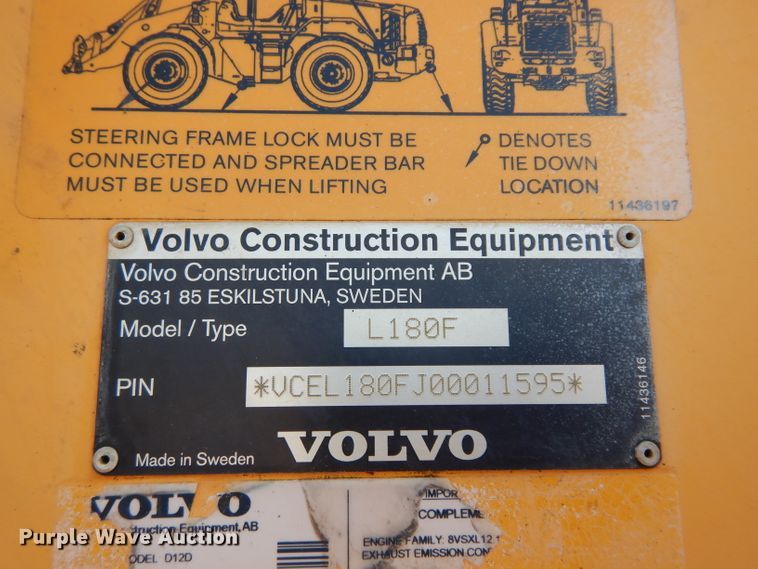 STEERING FRAME LOCK MUST BE
CONNECTED AND SPREADER BAR
MUST BE USED WHEN LIFTING
DENOTES
TIE DOWN
LOCATION
11436197
Volvo Construction Equipment
Volvo Construction Equipment AB
S-631 85 ESKILSTUNA, SWEDEN
Model / Type L180F
PIN *VCEL180FJ00011595*
11436146
Made in Sweden VOLVO
VOLVO
Construction Equipment, AB
D12D
IMPOR
COMPLEME
ENGINE FAMILY: 8VSXL12.1
EXHAUST EMISSION CON
Purple Wave Auction